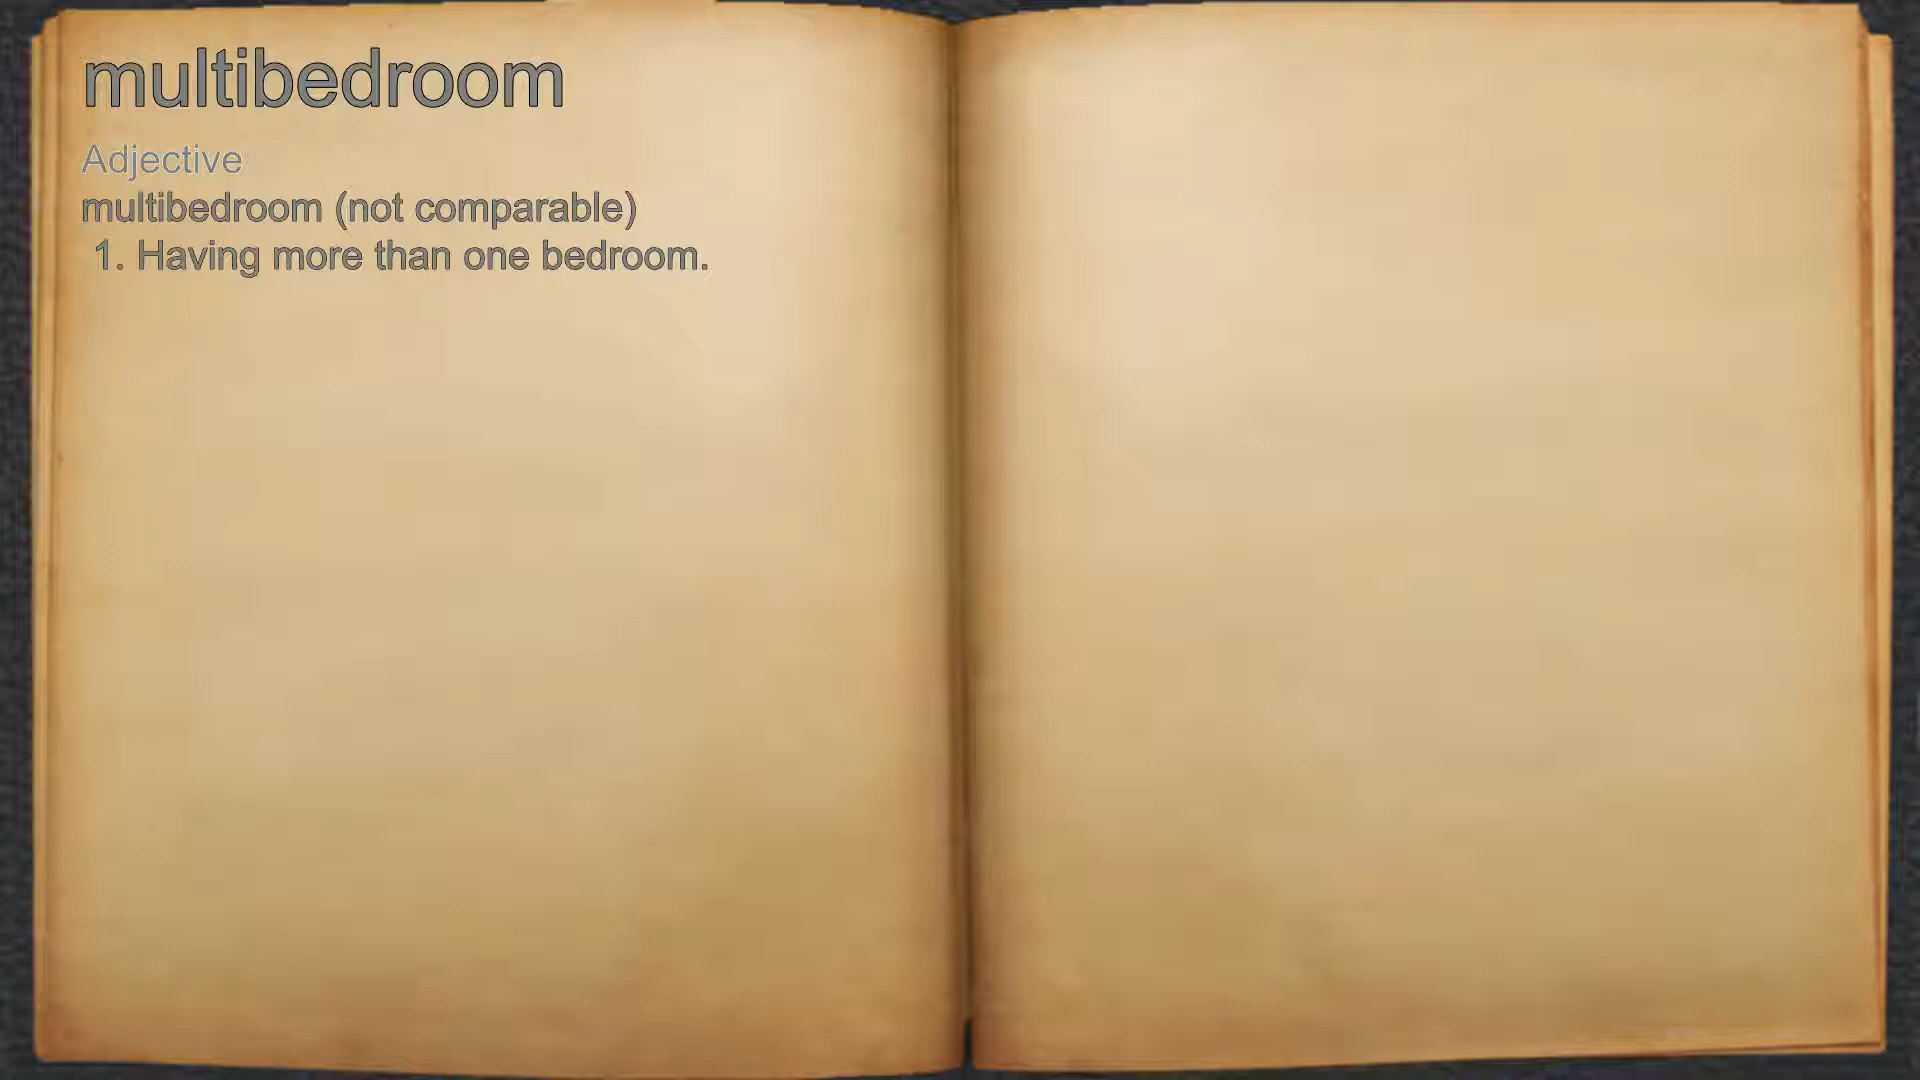 multibedroom
Adjective
multibedroom (not comparable)
1. Having more than one bedroom.